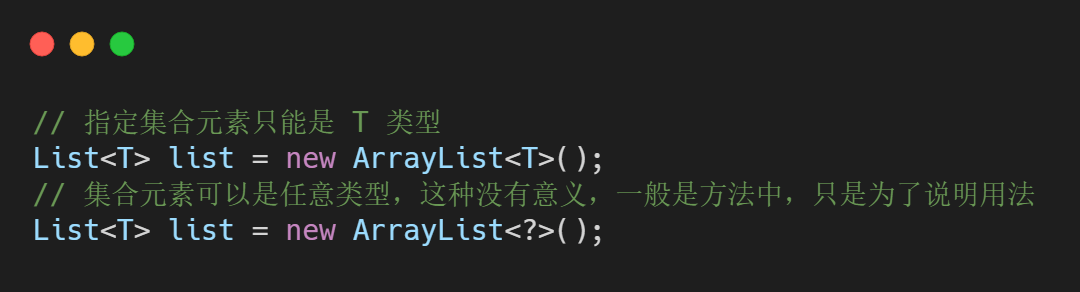 // 指定集合元素只能是 T 类型
List<T> list = new ArrayList<T>();
// 集合元素可以是任意类型，这种没有意义，一般是方法中，只是为了说明用法
List<T> list = new ArrayList<?>();